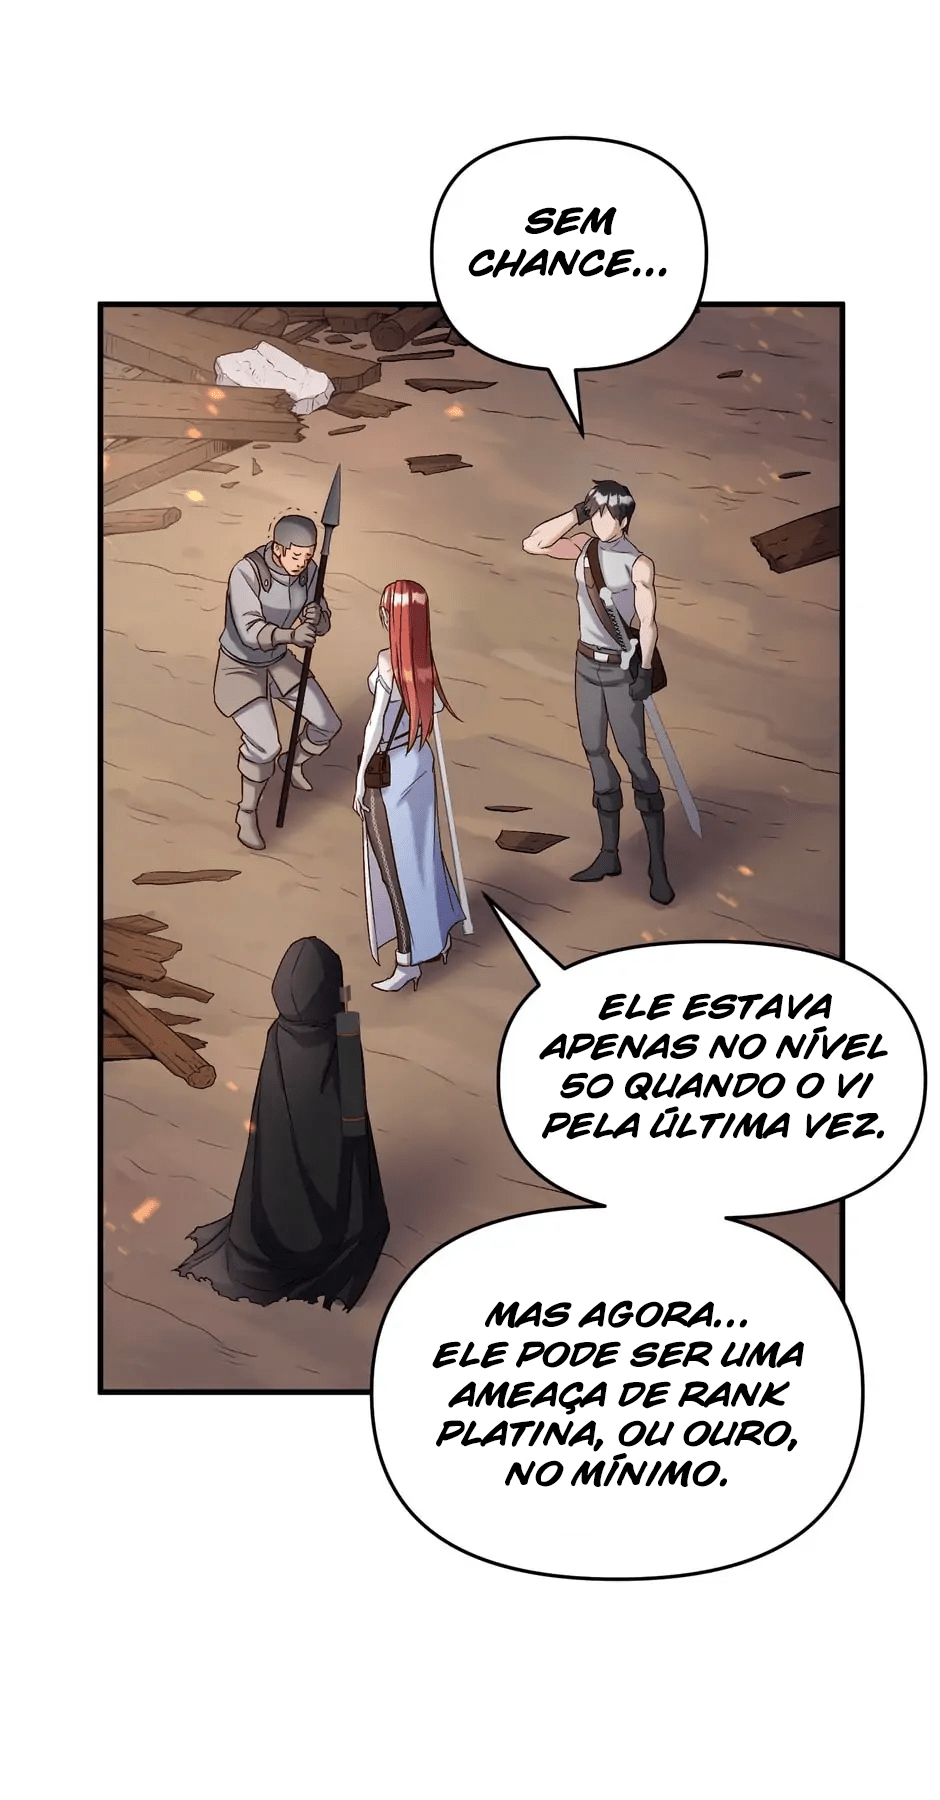 SEM
CHANCE...
ELE ESTAVA
APENAS NO NÍVEL
50 QUANDO O VI
PELA ÚLTIMA VEZ.
MAS AGORA...
ELE PODE SER UMA
AMEAÇA DE RANK
PLATINA, OU OURO,
NO MÍNIMO.